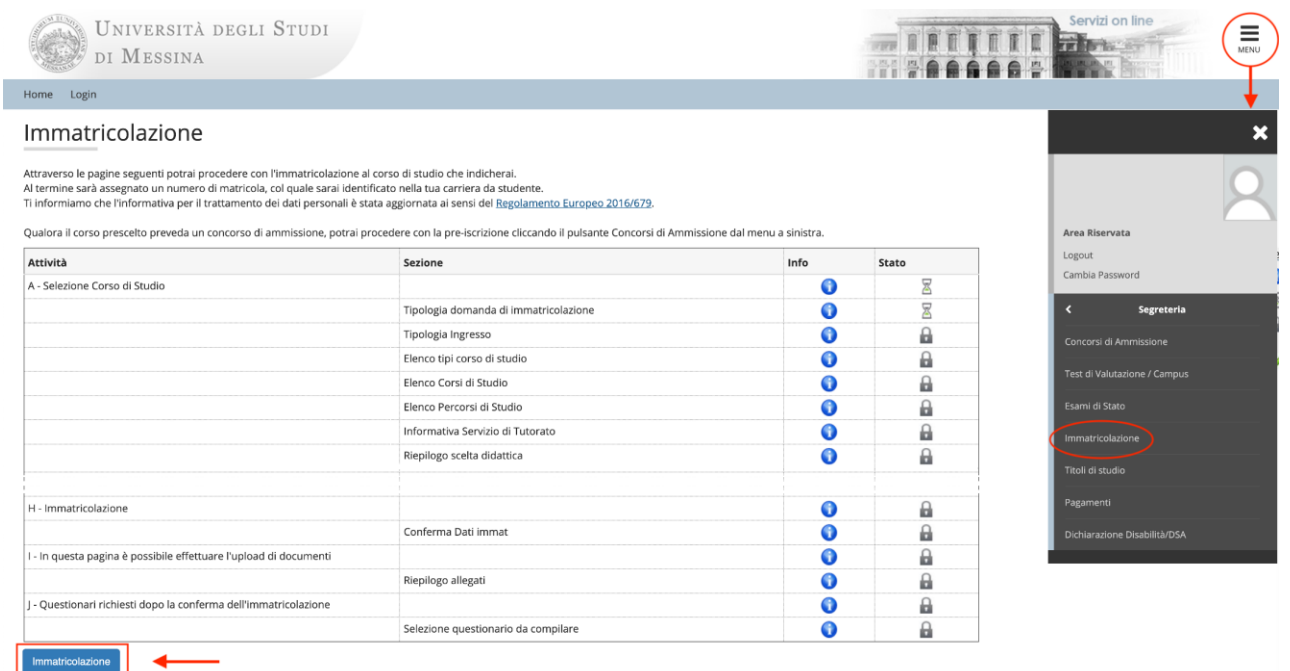 UNIVERSITÀ DEGLI STUDI
DI MESSINA
Servizi on line
MENU
Home Login
Immatricolazione
Attraverso le pagine seguenti potrai procedere con l'immatricolazione al corso di studio che indicherai.
Al termine sarà assegnato un numero di matricola, col quale sarai identificato nella tua carriera da studente.
Ti informiamo che l'informativa per il trattamento dei dati personali è stata aggiornata ai sensi del Regolamento Europeo 2016/679.
Qualora il corso prescelto preveda un concorso di ammissione, potrai procedere con la pre-iscrizione cliccando il pulsante Concorsi di Ammissione dal menu a sinistra.
Attività Sezione Info Stato
A - Selezione Corso di Studio
Tipologia domanda di immatricolazione
Tipologia Ingresso
Elenco tipi corso di studio
Elenco Corsi di Studio
Elenco Percorsi di Studio
Informativa Servizio di Tutorato
Riepilogo scelta didattica
H - Immatricolazione
Conferma Dati immat
I - In questa pagina è possibile effettuare l'upload di documenti
Riepilogo allegati
J - Questionari richiesti dopo la conferma dell'immatricolazione
Selezione questionario da compilare
Immatricolazione
Area Riservata
Logout
Cambia Password
Segreteria
Concorsi di Ammissione
Test di Valutazione / Campus
Esami di Stato
Immatricolazione
Titoli di studio
Pagamenti
Dichiarazione Disabilità/DSA